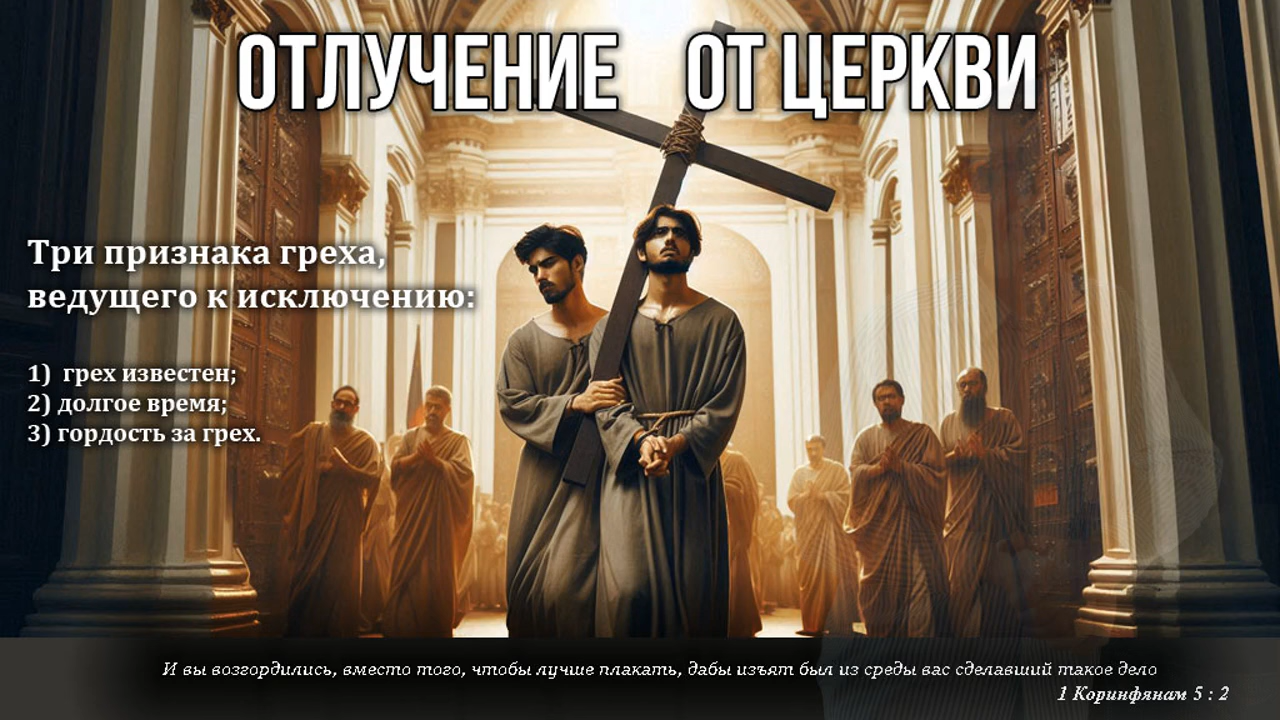 ОТЛУЧЕНИЕ ОТ ЦЕРКВИ
Три признака греха,
ведущего к исключению:
1) грех известен;
2) долгое время;
3) гордость за грех.
И вы возгордились, вместо того, чтобы лучше плакать, дабы изъят был из среды вас сделавший такое дело
1 Коринфянам 5 : 2